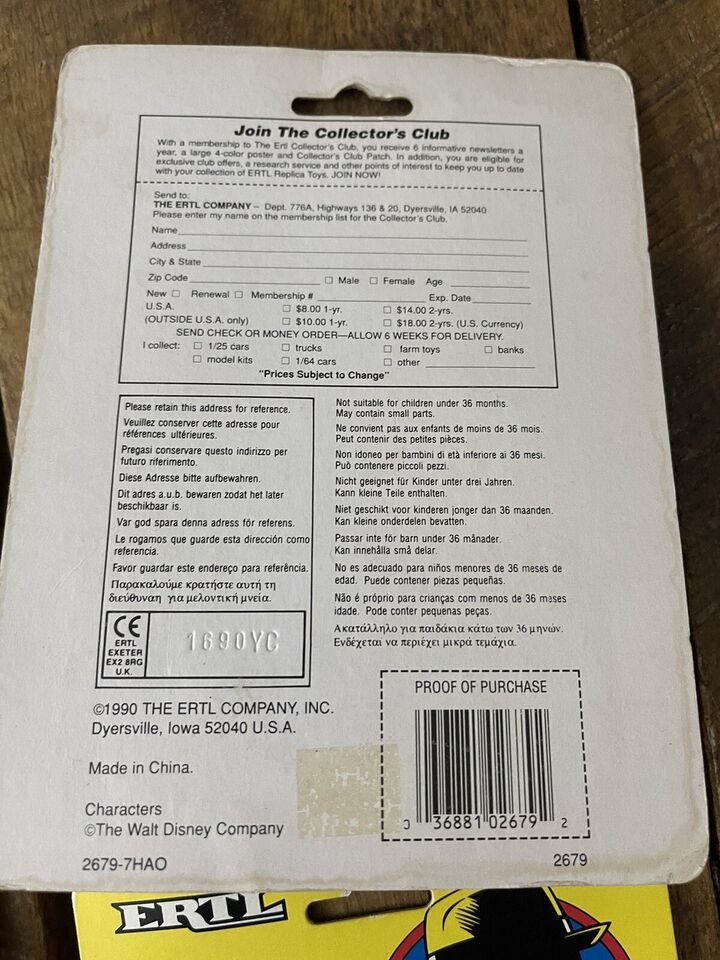 Join The Collector's Club
With a membership to The Ertl Collector's Club, you receive 6 informative newsletters a
year, a large 4-color poster and Collector's Club Patch. In addition, you are eligible for
exclusive club offers, a research service and other points of interest to keep you up to date
with your collection of ERTL Replica Toys. JOIN NOW!
Send to:
THE ERTL COMPANY – Dept. 776A, Highways 136 & 20, Dyersville, IA 52040
Please enter my name on the membership list for the Collector's Club.
Name
Address
City & State
Zip Code ☐ Male ☐ Female Age
New ☐ Renewal ☐ Membership # Exp. Date
U.S.A. ☐ $8.00 1-yr. ☐ $14.00 2-yrs.
(OUTSIDE U.S.A. only) ☐ $10.00 1-yr. ☐ $18.00 2-yrs. (U.S. Currency)
SEND CHECK OR MONEY ORDER—ALLOW 6 WEEKS FOR DELIVERY.
I collect: ☐ 1/25 cars ☐ trucks ☐ farm toys ☐ banks
☐ model kits ☐ 1/64 cars ☐ other
"Prices Subject to Change"
Please retain this address for reference.
Veuillez conserver cette adresse pour
références ultérieures.
Pregasi conservare questo indirizzo per
futuro riferimento.
Diese Adresse bitte aufbewahren.
Dit adres a.u.b. bewaren zodat het later
beschikbaar is.
Var god spara denna adress för referens.
Le rogamos que guarde esta dirección como
referencia.
Favor guardar este endereço para referência.
Παρακαλούμε κρατήστε αυτή τη
διεύθυναη για μελοντική μνεία.
CE
ERTL
EXETER
EX2 8RG
U.K.
1690YC
Not suitable for children under 36 months.
May contain small parts.
Ne convient pas aux enfants de moins de 36 mois.
Peut contenir des petites pièces.
Non idoneo per bambini di età inferiore ai 36 mesi.
Può contenere piccoli pezzi.
Nicht geeignet für Kinder unter drei Jahren.
Kann kleine Teile enthalten.
Niet geschikt voor kinderen jonger dan 36 maanden.
Kan kleine onderdelen bevatten.
Passar inte för barn under 36 månader.
Kan innehålla små delar.
No es adecuado para niños menores de 36 meses de
edad. Puede contener piezas pequeñas.
Não é próprio para crianças com menos de 36 meses
idade. Pode conter pequenas peças.
Ακατάλληλο για παιδάκια κάτω των 36 μηνών.
Ενδέχεται να περιέχει μικρά τεμάχια.
©1990 THE ERTL COMPANY, INC.
Dyersville, Iowa 52040 U.S.A.
Made in China.
Characters
©The Walt Disney Company
2679-7HAO
PROOF OF PURCHASE
36881 02679 2
2679
ERTL